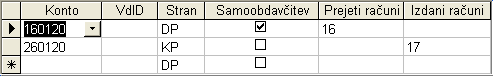 Konto VdID Stran Samoobdavčitev Prejeti računi Izdani računi
160120 DP 16
260120 KP 17
DP